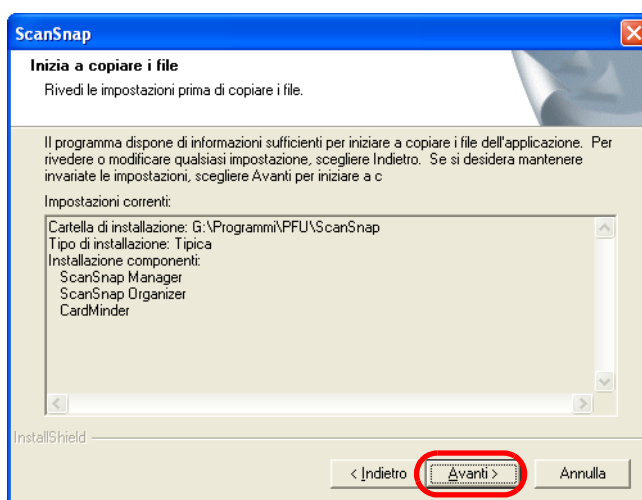 ScanSnap
Inizia a copiare i file
Rivedi le impostazioni prima di copiare i file.
Il programma dispone di informazioni sufficienti per iniziare a copiare i file dell'applicazione. Per
rivedere o modificare qualsiasi impostazione, scegliere Indietro. Se si desidera mantenere
invariate le impostazioni, scegliere Avanti per iniziare a c
Impostazioni correnti:
Cartella di installazione: G:\Programmi\PFU\ScanSnap
Tipo di installazione: Tipica
Installazione componenti:
ScanSnap Manager
ScanSnap Organizer
CardMinder
InstallShield
< Indietro
Avanti >
Annulla